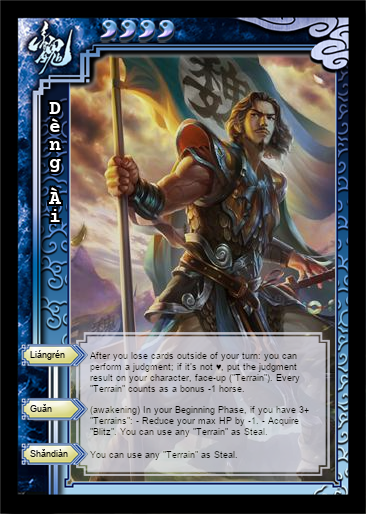 魏
魏
Dèng Ài
Liángrén
After you lose cards outside of your turn: you can
perform a judgment; if it's not ♥, put the judgment
result on your character, face-up ("Terrain"). Every
"Terrain" counts as a bonus -1 horse.
Guǎn
(awakening) In your Beginning Phase, if you have 3+
"Terrains": - Reduce your max HP by -1. - Acquire
"Blitz". You can use any "Terrain" as Steal.
Shǎndiàn
You can use any "Terrain" as Steal.